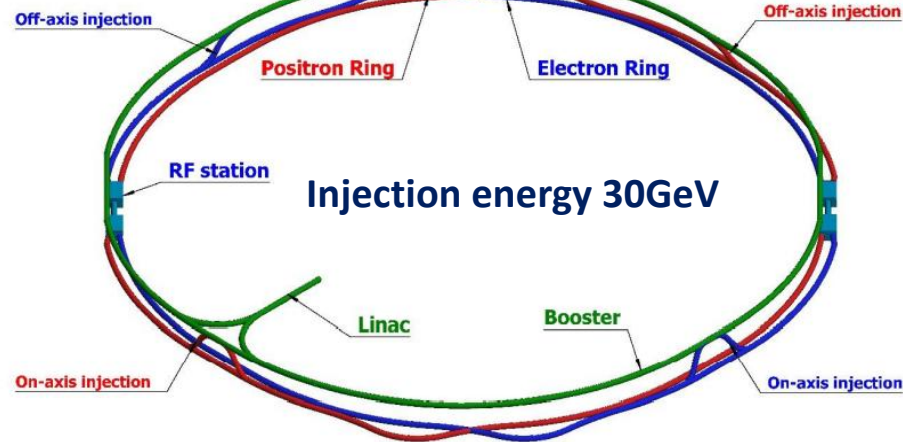 Off-axis injection
Off-axis injection
Positron Ring
Electron Ring
RF station
Injection energy 30GeV
Linac
Booster
On-axis injection
On-axis injection